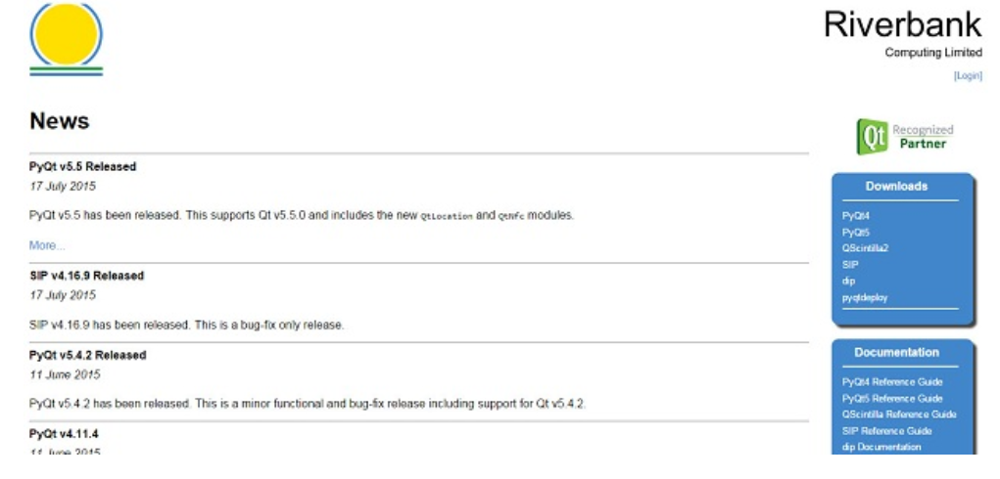 Riverbank
Computing Limited
[Login]
News
PyQt v5.5 Released
17 July 2015
PyQt v5.5 has been released. This supports Qt v5.5.0 and includes the new QtLocation and QtNfc modules.
More...
SIP v4.16.9 Released
17 July 2015
SIP v4.16.9 has been released. This is a bug-fix only release.
PyQt v5.4.2 Released
11 June 2015
PyQt v5.4.2 has been released. This is a minor functional and bug-fix release including support for Qt v5.4.2.
PyQt v4.11.4
11 June 2015
Qt Recognized
Partner
Downloads
PyQt4
PyQt5
QScintilla2
SIP
dip
pyqtdeploy
Documentation
PyQt4 Reference Guide
PyQt5 Reference Guide
QScintilla Reference Guide
SIP Reference Guide
dip Documentation